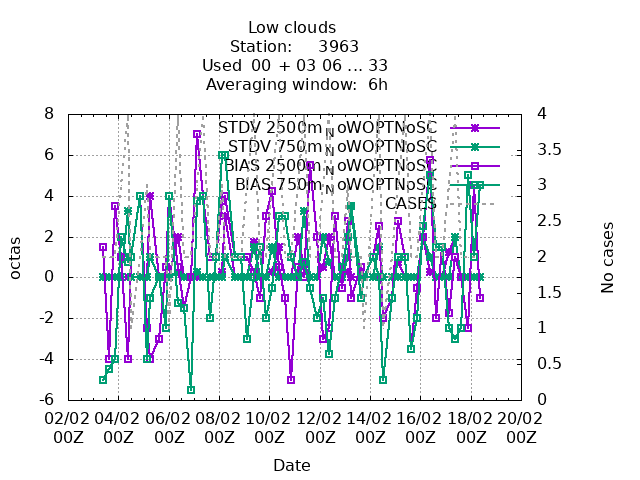 Low clouds
Station: 3963
Used 00 + 03 06 ... 33
Averaging window: 6h
8
6
4
2
0
-2
-4
-6
octas
4
3.5
3
2.5
2
1.5
1
0.5
0
No cases
STDV 2500m NoWOPTNoSC
STDV 750m NoWOPTNoSC
BIAS 2500m NoWOPTNoSC
BIAS 750m NoWOPTNoSC
CASES
02/02 04/02 06/02 08/02 10/02 12/02 14/02 16/02 18/02 20/02
00Z 00Z 00Z 00Z 00Z 00Z 00Z 00Z 00Z 00Z
Date